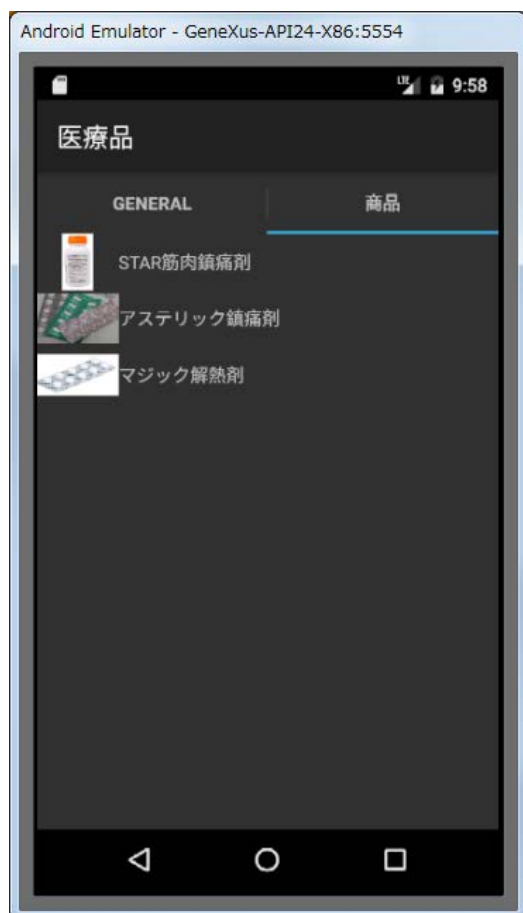 Android Emulator - GeneXus-API24-X86:5554
LTE 9:58
医療品
GENERAL 商品
STAR筋肉鎮痛剤
アステリック鎮痛剤
マジック解熱剤